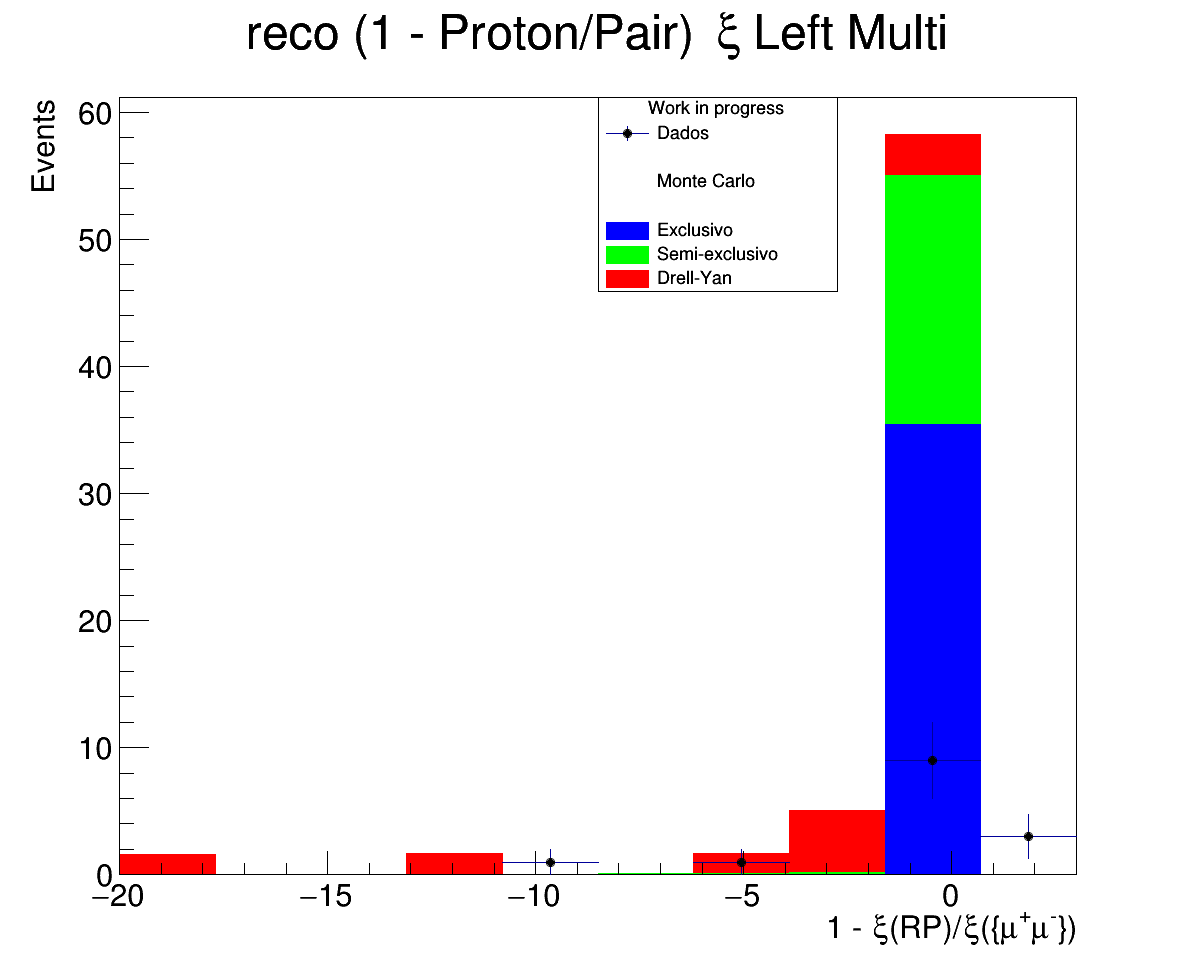 reco (1 - Proton/Pair) ξ Left Multi
Events
60
50
40
30
20
10
0
Work in progress
Dados
Monte Carlo
Exclusivo
Semi-exclusivo
Drell-Yan
−20 −15 −10 −5 0
1 - ξ(RP)/ξ({μ⁺μ⁻})